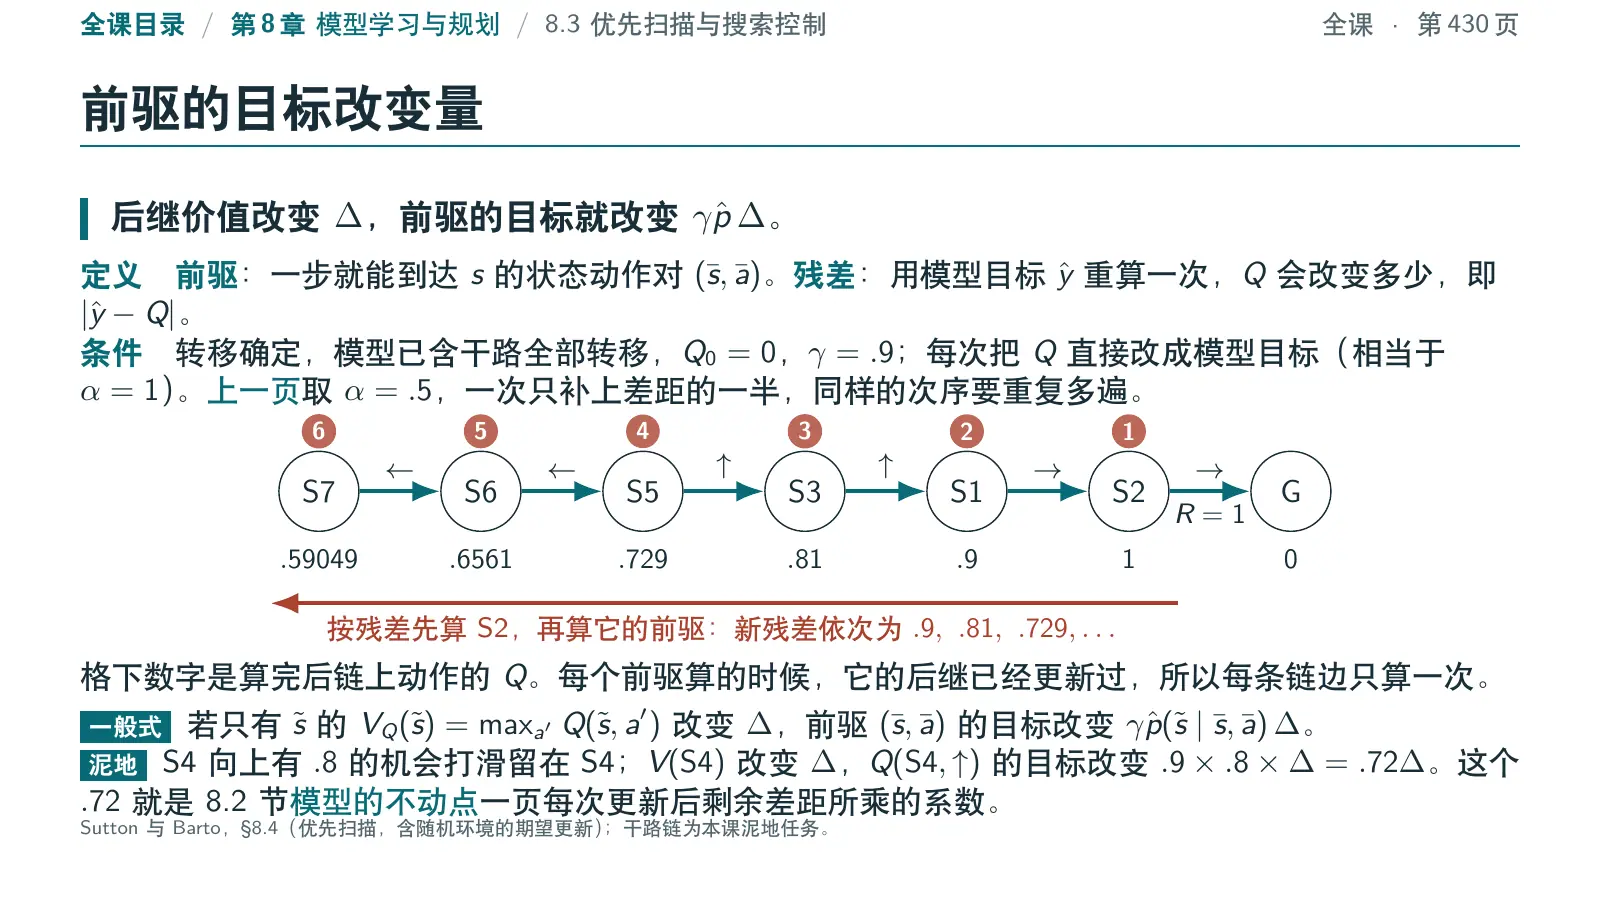 全课目录 / 第 8 章 模型学习与规划 / 8.3 优先扫描与搜索控制
全课 · 第 430 页
前驱的目标改变量
后继价值改变 Δ，前驱的目标就改变 γp̂ Δ。
定义 前驱：一步就能到达 s 的状态动作对 (s̄, ā)。残差：用模型目标 ŷ 重算一次，Q 会改变多少，即
|ŷ − Q|。
条件 转移确定，模型已含干路全部转移，Q₀ = 0，γ = .9；每次把 Q 直接改成模型目标（相当于
α = 1）。上一页取 α = .5，一次只补上差距的一半，同样的次序要重复多遍。
6 5 4 3 2 1
← ← ↑ ↑ → →
S7 S6 S5 S3 S1 S2 G
R = 1
.59049 .6561 .729 .81 .9 1 0
按残差先算 S2，再算它的前驱：新残差依次为 .9, .81, .729, . . .
格下数字是算完后链上动作的 Q。每个前驱算的时候，它的后继已经更新过，所以每条链边只算一次。
一般式 若只有 s̃ 的 V_Q(s̃) = max_a′ Q(s̃, a′) 改变 Δ，前驱 (s̄, ā) 的目标改变 γp̂(s̃ | s̄, ā) Δ。
泥地 S4 向上有 .8 的机会打滑留在 S4；V(S4) 改变 Δ，Q(S4, ↑) 的目标改变 .9 × .8 × Δ = .72Δ。这个
.72 就是 8.2 节模型的不动点一页每次更新后剩余差距所乘的系数。
Sutton 与 Barto，§8.4（优先扫描，含随机环境的期望更新）；干路链为本课泥地任务。